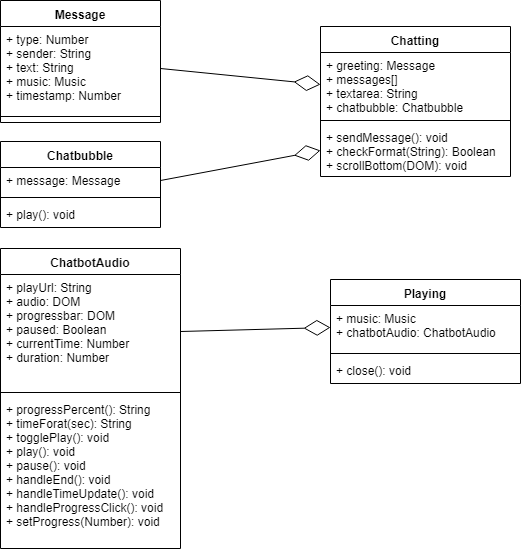 Message
+ type: Number
+ sender: String
+ text: String
+ music: Music
+ timestamp: Number
Chatting
+ greeting: Message
+ messages[]
+ textarea: String
+ chatbubble: Chatbubble
+ sendMessage(): void
+ checkFormat(String): Boolean
+ scrollBottom(DOM): void
Chatbubble
+ message: Message
+ play(): void
ChatbotAudio
+ playUrl: String
+ audio: DOM
+ progressbar: DOM
+ paused: Boolean
+ currentTime: Number
+ duration: Number
+ progressPercent(): String
+ timeForat(sec): String
+ togglePlay(): void
+ play(): void
+ pause(): void
+ handleEnd(): void
+ handleTimeUpdate(): void
+ handleProgressClick(): void
+ setProgress(Number): void
Playing
+ music: Music
+ chatbotAudio: ChatbotAudio
+ close(): void